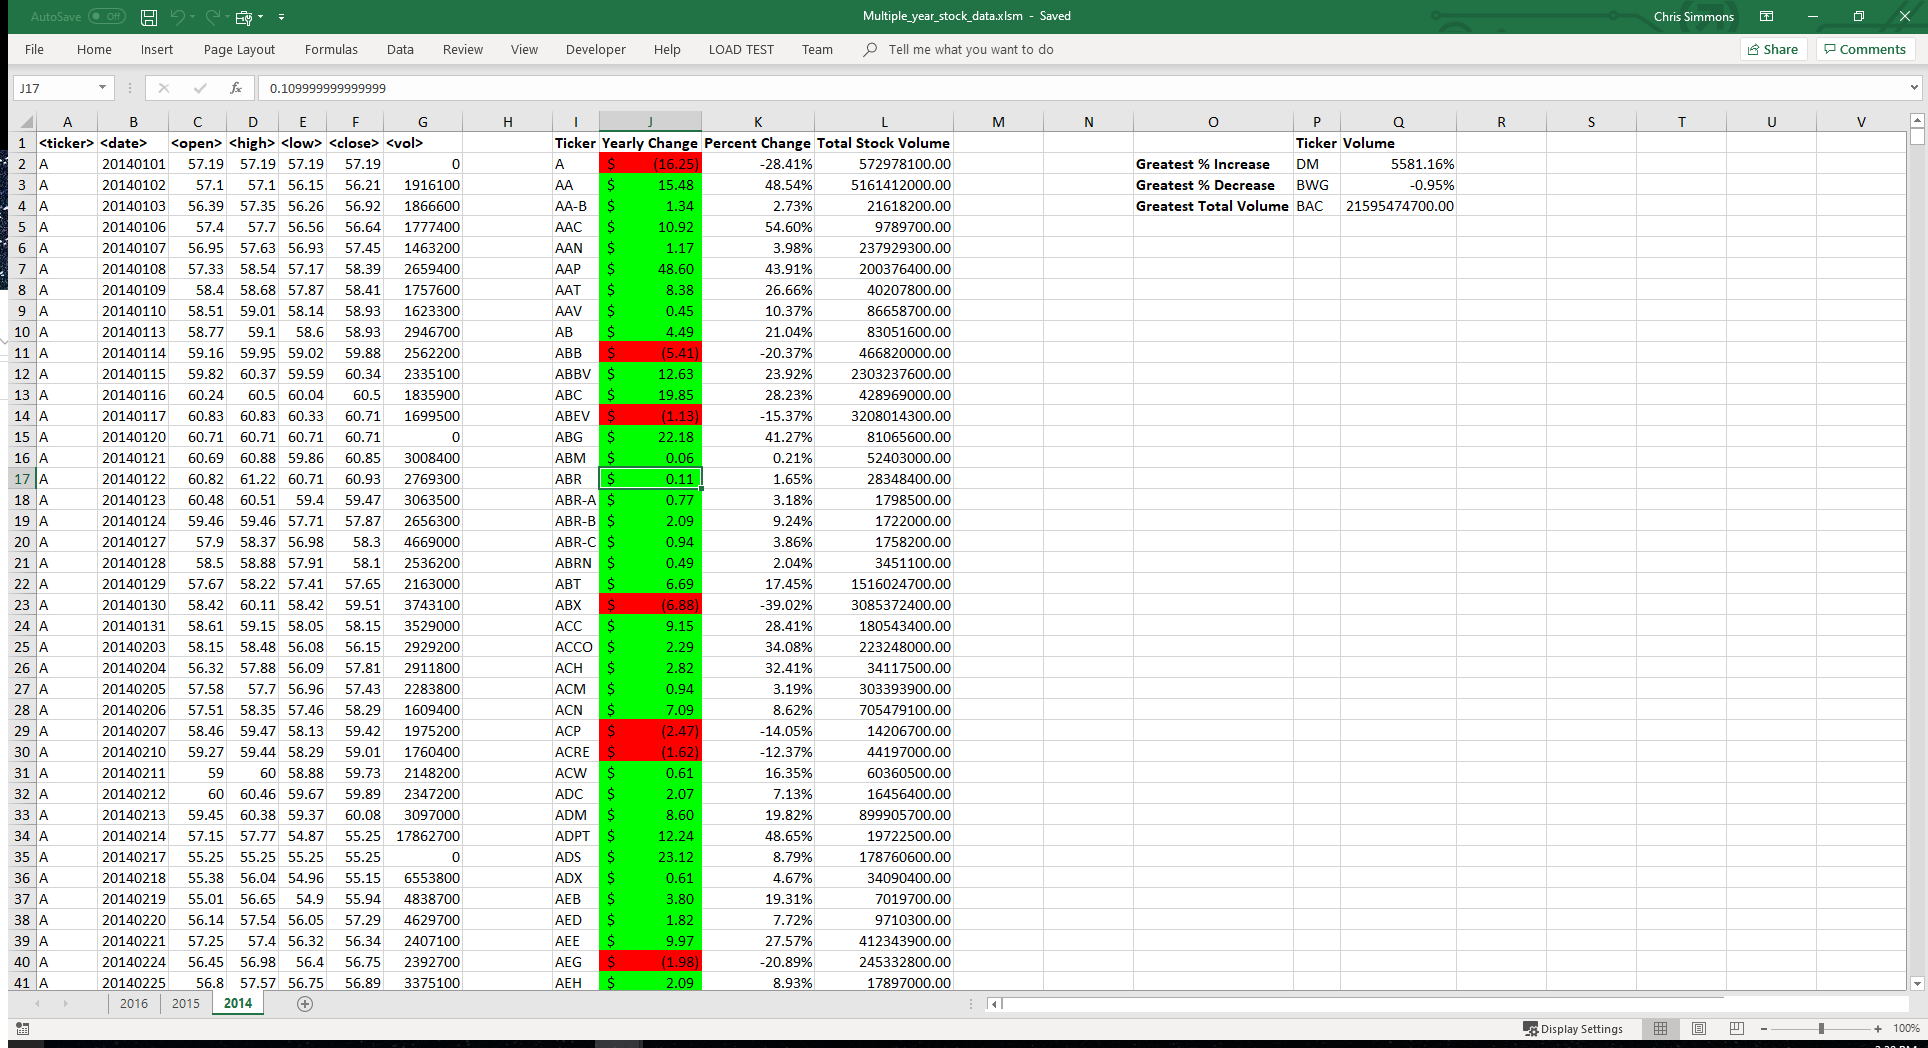 AutoSave Off Multiple_year_stock_data.xlsm - Saved Chris Simmons
File Home Insert Page Layout Formulas Data Review View Developer Help LOAD TEST Team Tell me what you want to do Share Comments
J17 fx 0.109999999999999
A B C D E F G H I J K L M N O P Q R S T U V
1 <ticker> <date> <open> <high> <low> <close> <vol> Ticker Yearly Change Percent Change Total Stock Volume Ticker Volume
2 A 20140101 57.19 57.19 57.19 57.19 0 A $ (16.25) -28.41% 572978100.00 Greatest % Increase DM 5581.16%
3 A 20140102 57.1 57.1 56.15 56.21 1916100 AA $ 15.48 48.54% 5161412000.00 Greatest % Decrease BWG -0.95%
4 A 20140103 56.39 57.35 56.26 56.92 1866600 AA-B $ 1.34 2.73% 21618200.00 Greatest Total Volume BAC 21595474700.00
5 A 20140106 57.4 57.7 56.56 56.64 1777400 AAC $ 10.92 54.60% 9789700.00
6 A 20140107 56.95 57.63 56.93 57.45 1463200 AAN $ 1.17 3.98% 237929300.00
7 A 20140108 57.33 58.54 57.17 58.39 2659400 AAP $ 48.60 43.91% 200376400.00
8 A 20140109 58.4 58.68 57.87 58.41 1757600 AAT $ 8.38 26.66% 40207800.00
9 A 20140110 58.51 59.01 58.14 58.93 1623300 AAV $ 0.45 10.37% 86658700.00
10 A 20140113 58.77 59.1 58.6 58.93 2946700 AB $ 4.49 21.04% 83051600.00
11 A 20140114 59.16 59.95 59.02 59.88 2562200 ABB $ (5.41) -20.37% 466820000.00
12 A 20140115 59.82 60.37 59.59 60.34 2335100 ABBV $ 12.63 23.92% 2303237600.00
13 A 20140116 60.24 60.5 60.04 60.5 1835900 ABC $ 19.85 28.23% 428969000.00
14 A 20140117 60.83 60.83 60.33 60.71 1699500 ABEV $ (1.13) -15.37% 3208014300.00
15 A 20140120 60.71 60.71 60.71 60.71 0 ABG $ 22.18 41.27% 81065600.00
16 A 20140121 60.69 60.88 59.86 60.85 3008400 ABM $ 0.06 0.21% 52403000.00
17 A 20140122 60.82 61.22 60.71 60.93 2769300 ABR $ 0.11 1.65% 28348400.00
18 A 20140123 60.48 60.51 59.4 59.47 3063500 ABR-A $ 0.77 3.18% 1798500.00
19 A 20140124 59.46 59.46 57.71 57.87 2656300 ABR-B $ 2.09 9.24% 1722000.00
20 A 20140127 57.9 58.37 56.98 58.3 4669000 ABR-C $ 0.94 3.86% 1758200.00
21 A 20140128 58.5 58.88 57.91 58.1 2536200 ABRN $ 0.49 2.04% 3451100.00
22 A 20140129 57.67 58.22 57.41 57.65 2163000 ABT $ 6.69 17.45% 1516024700.00
23 A 20140130 58.42 60.11 58.42 59.51 3743100 ABX $ (6.88) -39.02% 3085372400.00
24 A 20140131 58.61 59.15 58.05 58.15 3529000 ACC $ 9.15 28.41% 180543400.00
25 A 20140203 58.15 58.48 56.08 56.15 2929200 ACCO $ 2.29 34.08% 223248000.00
26 A 20140204 56.32 57.88 56.09 57.81 2911800 ACH $ 2.82 32.41% 34117500.00
27 A 20140205 57.58 57.7 56.96 57.43 2283800 ACM $ 0.94 3.19% 303393900.00
28 A 20140206 57.51 58.35 57.46 58.29 1609400 ACN $ 7.09 8.62% 705479100.00
29 A 20140207 58.46 59.47 58.13 59.42 1975200 ACP $ (2.47) -14.05% 14206700.00
30 A 20140210 59.27 59.44 58.29 59.01 1760400 ACRE $ (1.62) -12.37% 44197000.00
31 A 20140211 59 60 58.88 59.73 2148200 ACW $ 0.61 16.35% 60360500.00
32 A 20140212 60 60.46 59.67 59.89 2347200 ADC $ 2.07 7.13% 16456400.00
33 A 20140213 59.45 60.38 59.37 60.08 3097000 ADM $ 8.60 19.82% 899905700.00
34 A 20140214 57.15 57.77 54.87 55.25 17862700 ADPT $ 12.24 48.65% 19722500.00
35 A 20140217 55.25 55.25 55.25 55.25 0 ADS $ 23.12 8.79% 178760600.00
36 A 20140218 55.38 56.04 54.96 55.15 6553800 ADX $ 0.61 4.67% 34090400.00
37 A 20140219 55.01 56.65 54.9 55.94 4838700 AEB $ 3.80 19.31% 7019700.00
38 A 20140220 56.14 57.54 56.05 57.29 4629700 AED $ 1.82 7.72% 9710300.00
39 A 20140221 57.25 57.4 56.32 56.34 2407100 AEE $ 9.97 27.57% 412343900.00
40 A 20140224 56.45 56.98 56.4 56.75 2392700 AEG $ (1.98) -20.89% 245332800.00
41 A 20140225 56.8 57.57 56.75 56.89 3375100 AEH $ 2.09 8.93% 17897000.00
2016 2015 2014
Display Settings 100%